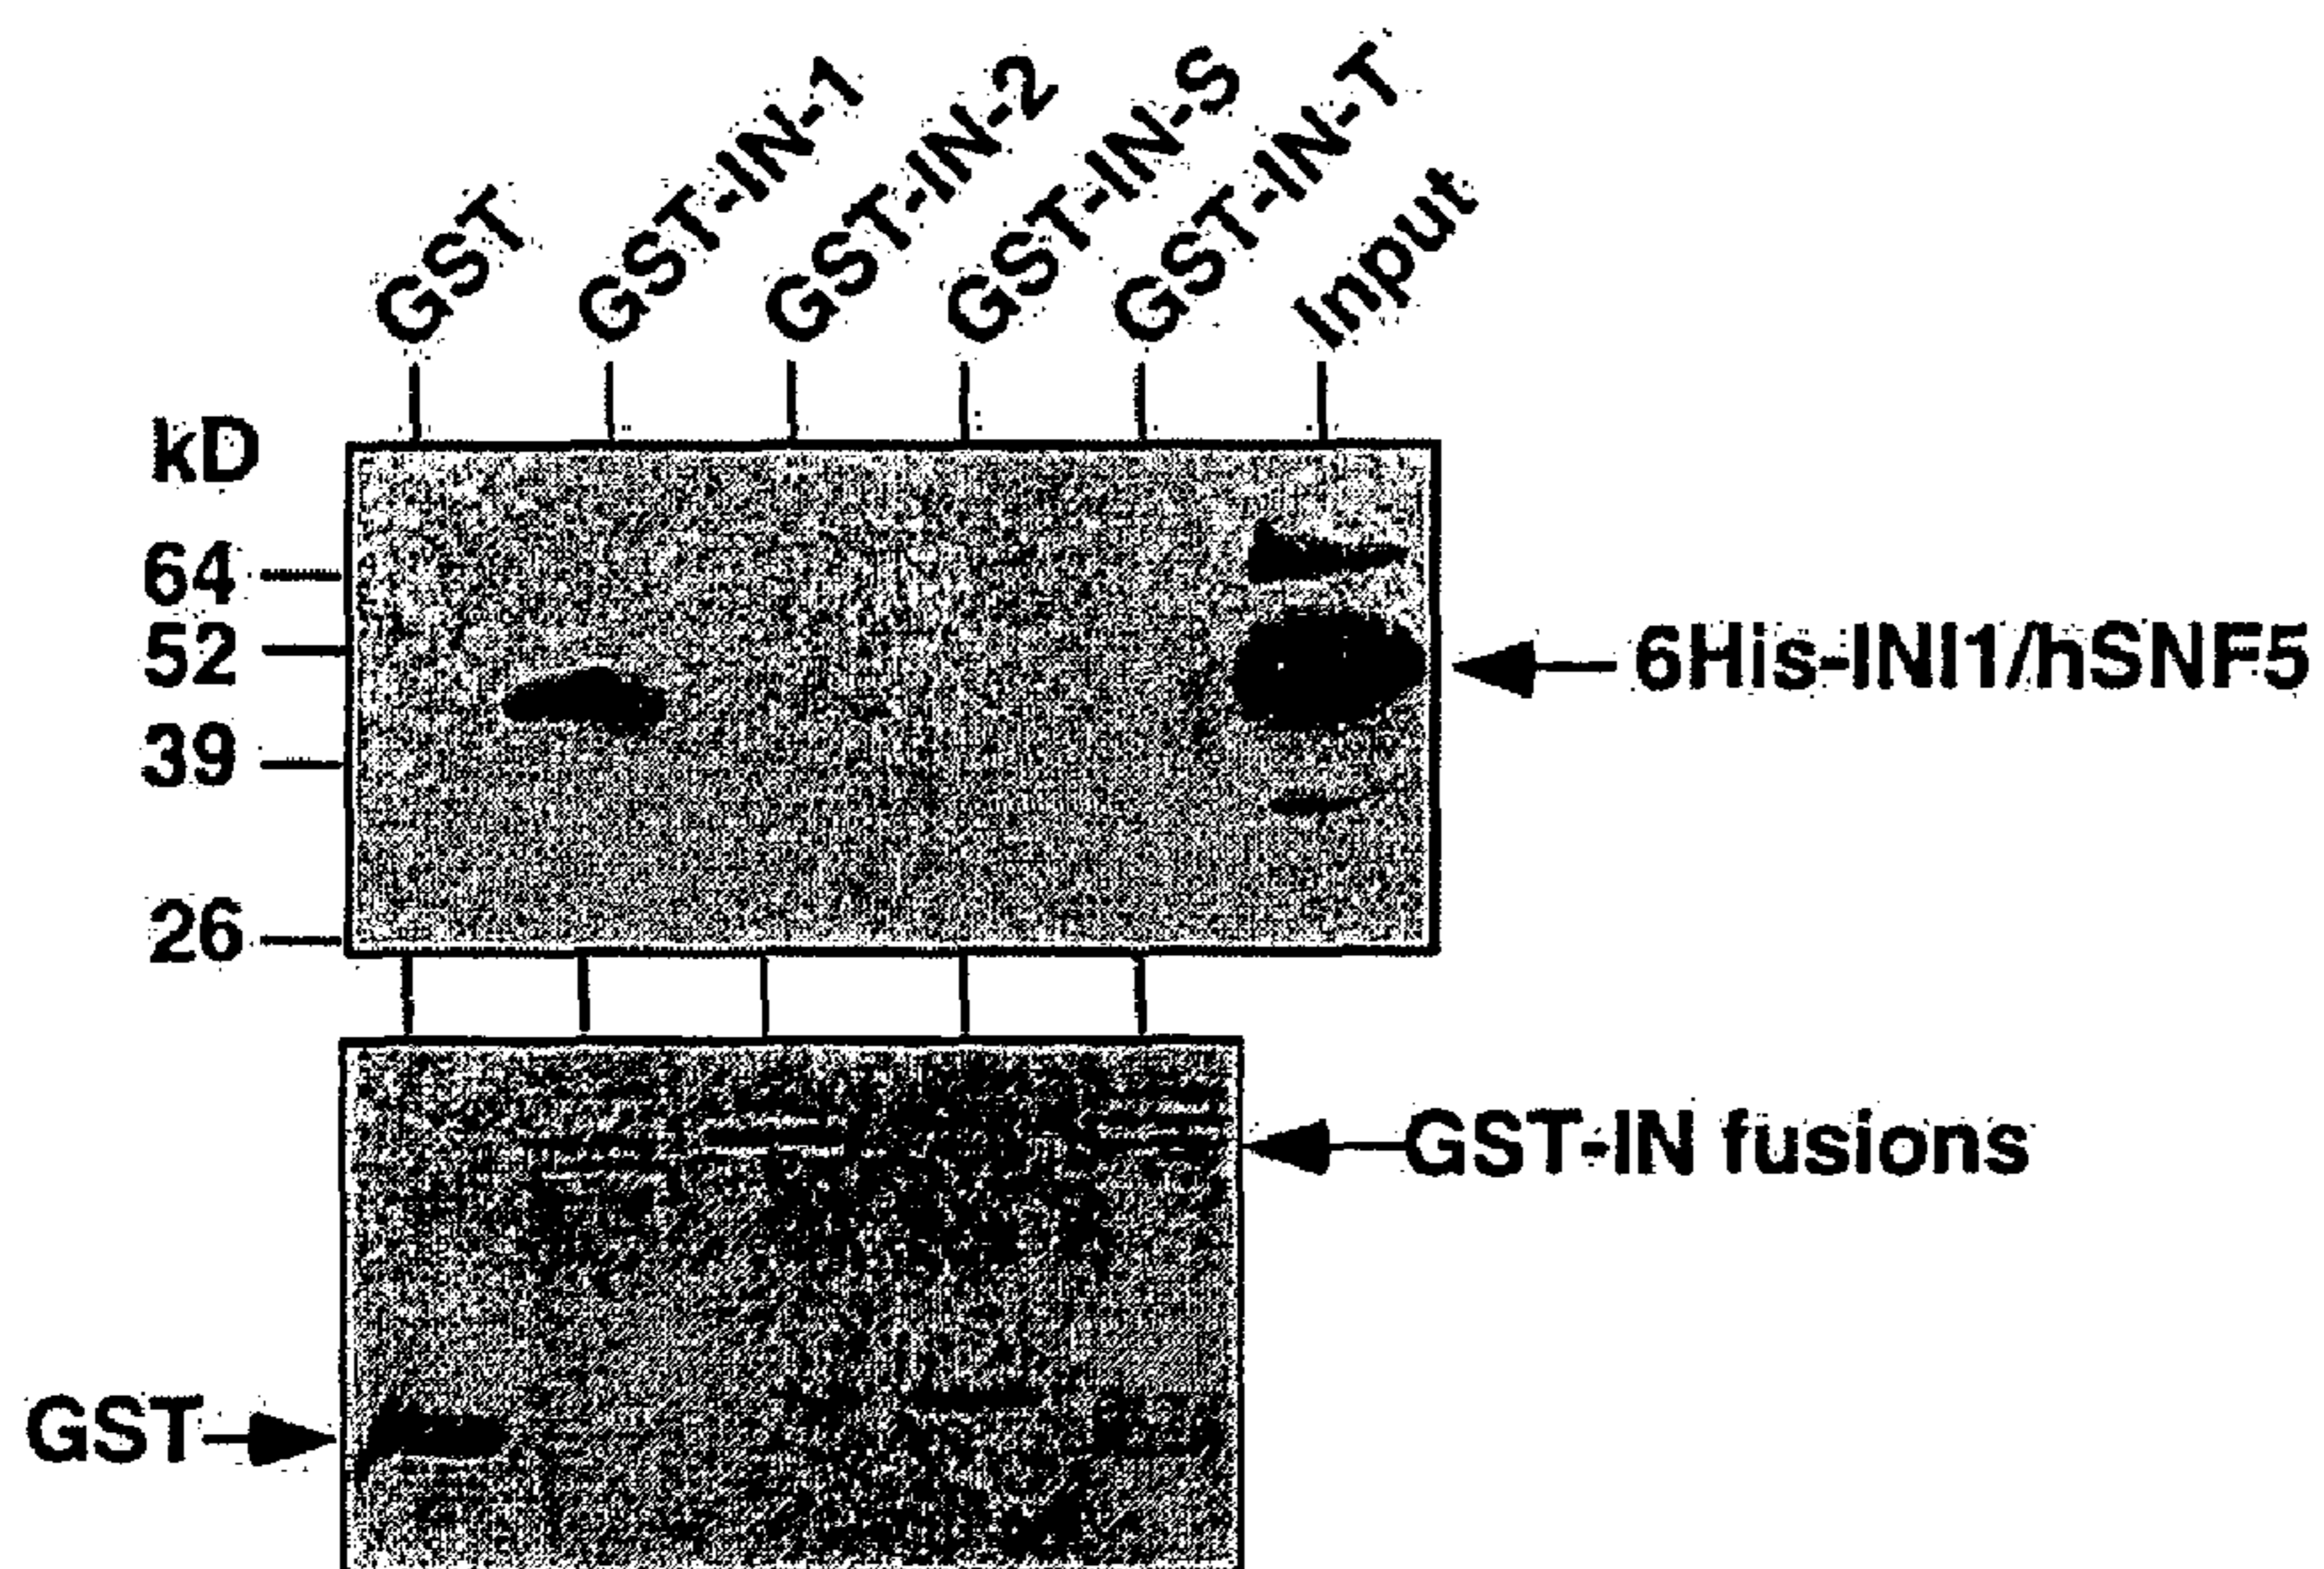 GST
GST-IN-1
GST-IN-2
GST-IN-S
GST-IN-T
Input
kD
64
52
39
26
6His-INI1/hSNF5
GST-IN fusions
GST